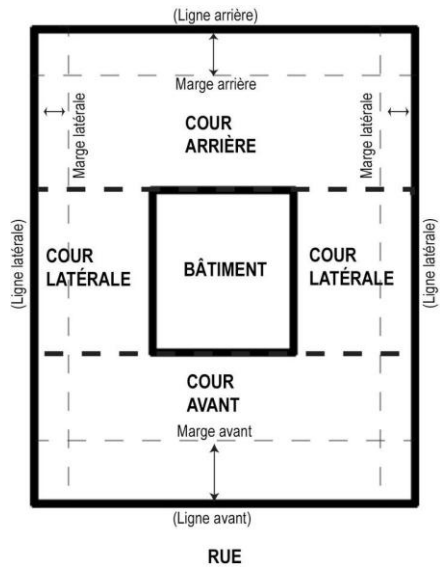 (Ligne arrière)
Marge arrière
Marge latérale
Marge latérale
COUR
ARRIÈRE
(Ligne latérale)
COUR
LATÉRALE
BÂTIMENT
COUR
LATÉRALE
(Ligne latérale)
COUR
AVANT
Marge avant
(Ligne avant)
RUE